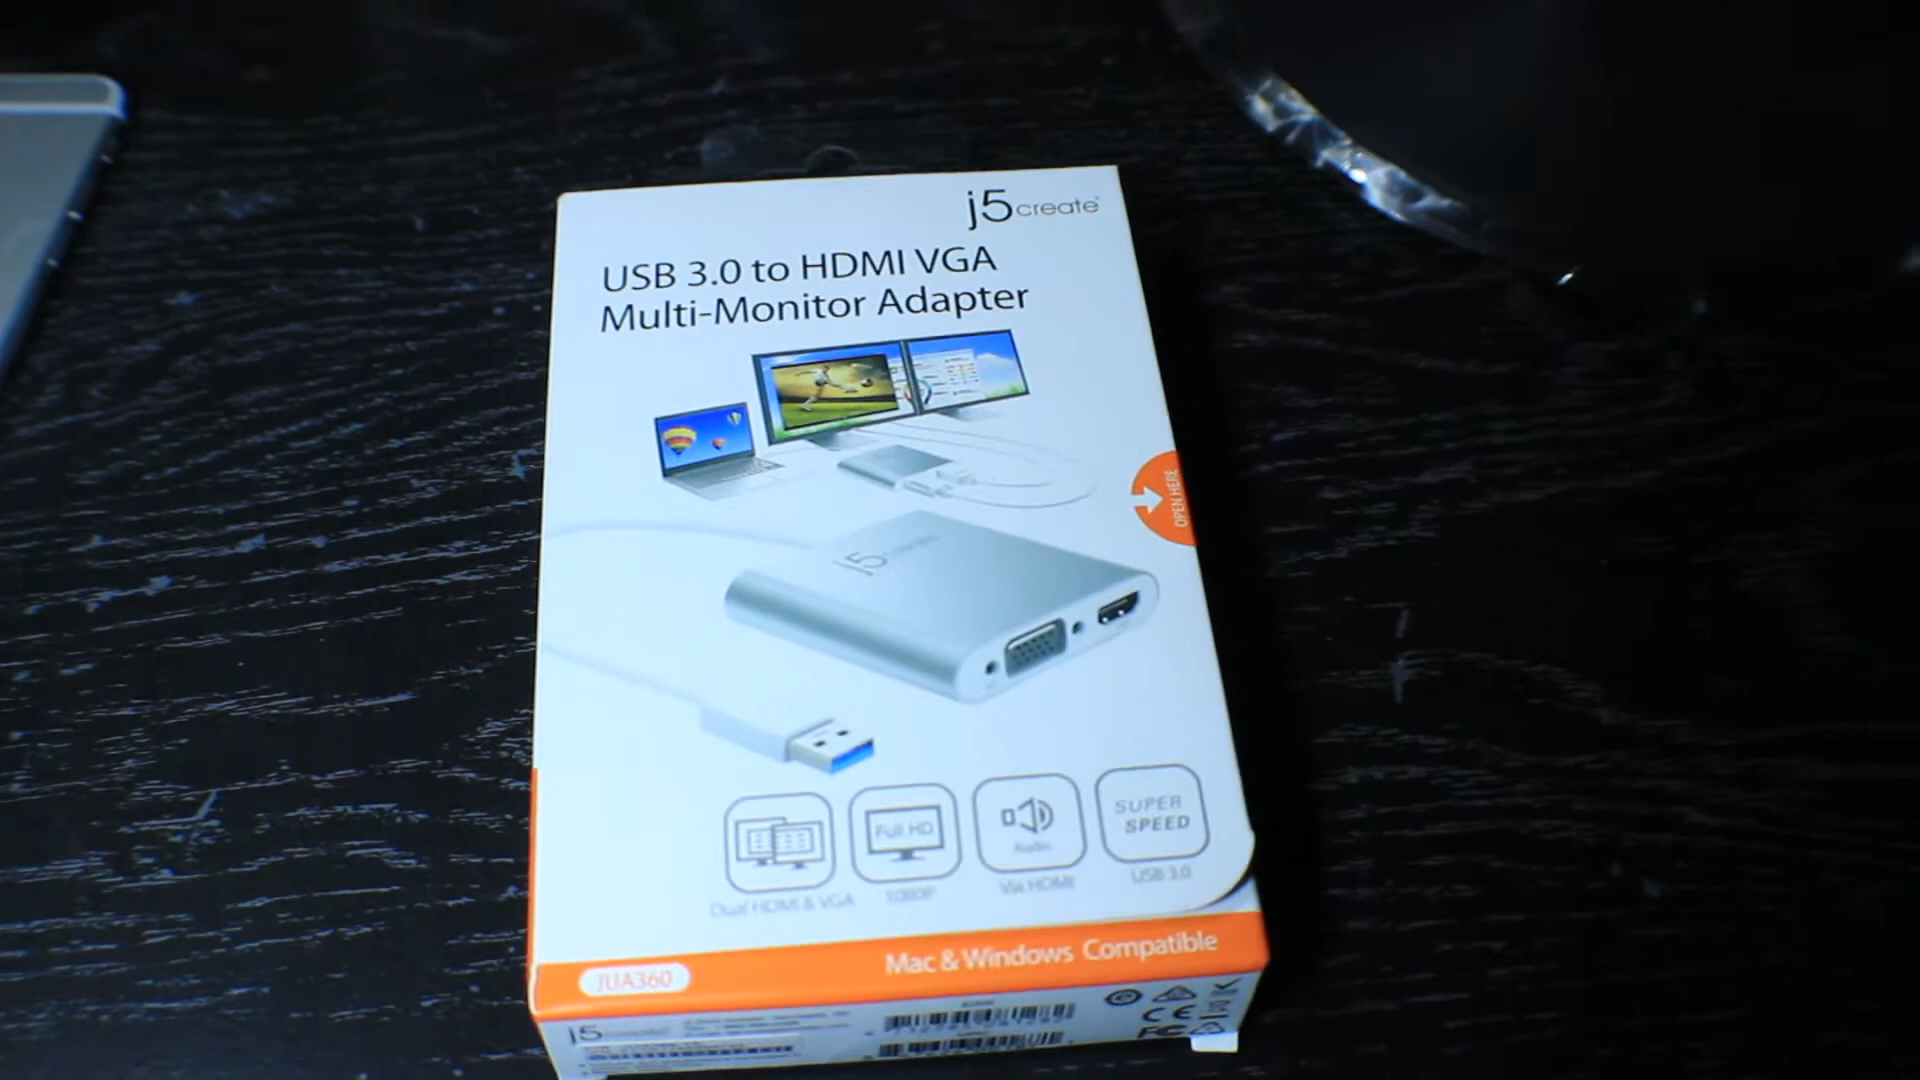 j5create
USB 3.0 to HDMI VGA
Multi-Monitor Adapter
OPEN HERE
j5create
Full HD
Audio
SUPER
SPEED
Dual HDMI & VGA
1080P
Via HDMI
USB 3.0
JUA360
Mac & Windows Compatible
j5create